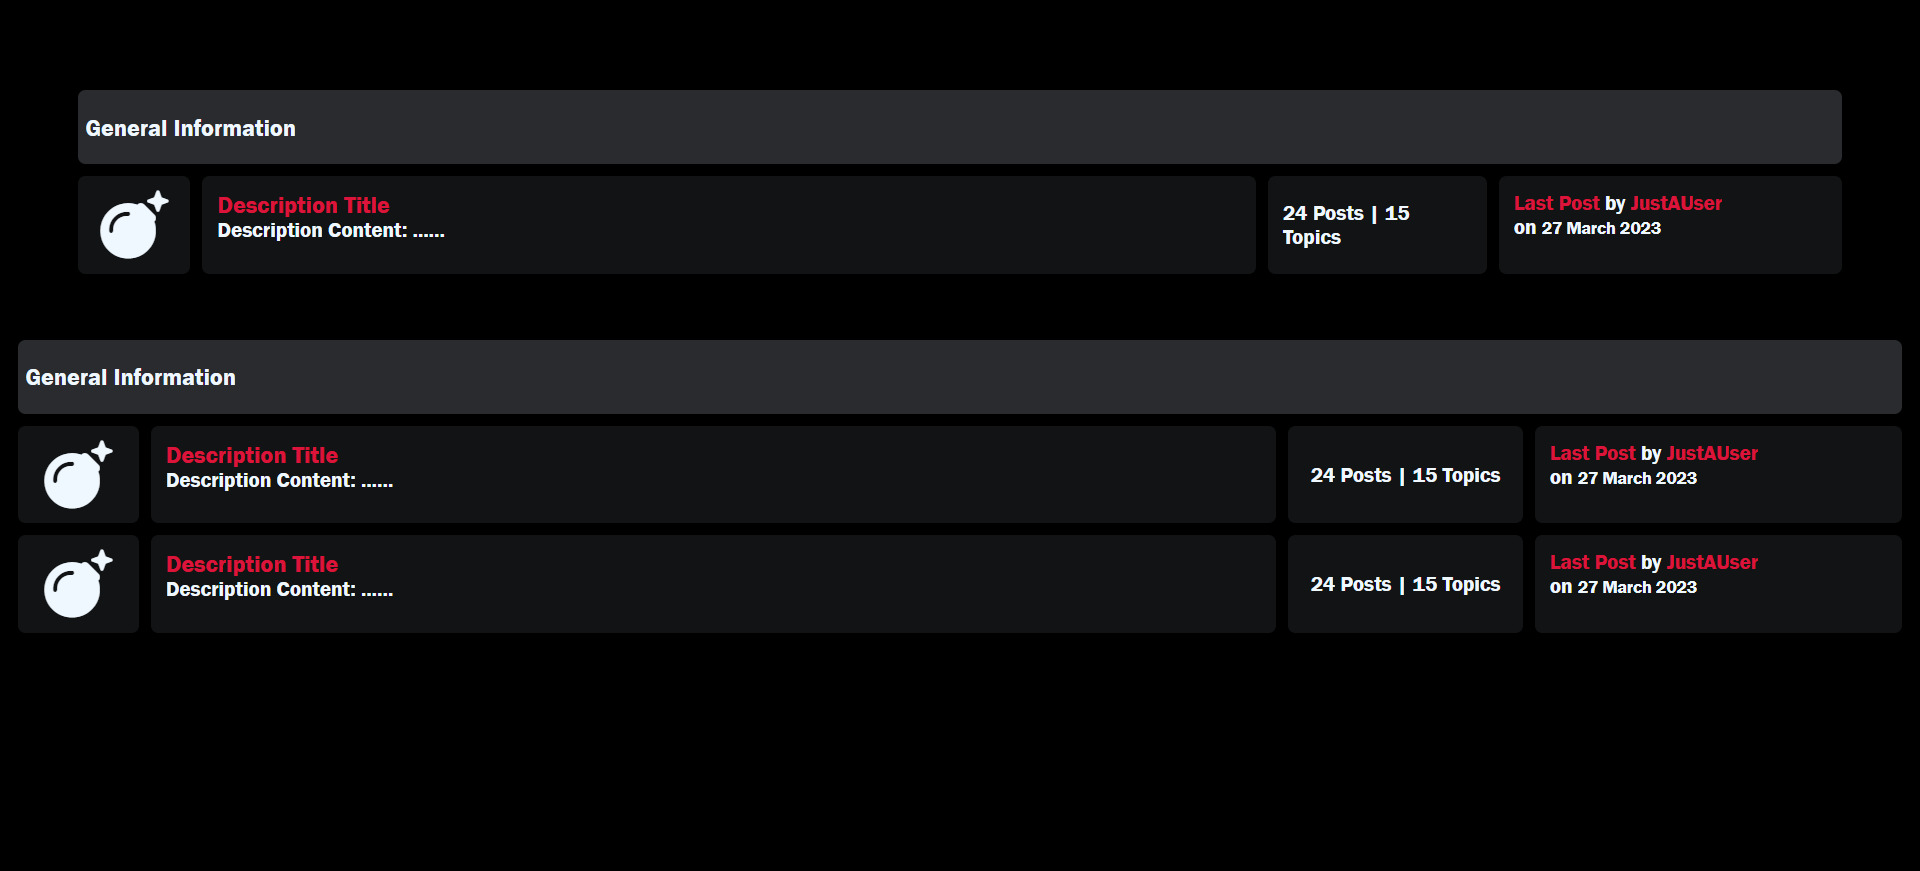 General Information
Description Title
Description Content: ......
24 Posts | 15
Topics
Last Post by JustAUser
on 27 March 2023
General Information
Description Title
Description Content: ......
24 Posts | 15 Topics
Last Post by JustAUser
on 27 March 2023
Description Title
Description Content: ......
24 Posts | 15 Topics
Last Post by JustAUser
on 27 March 2023